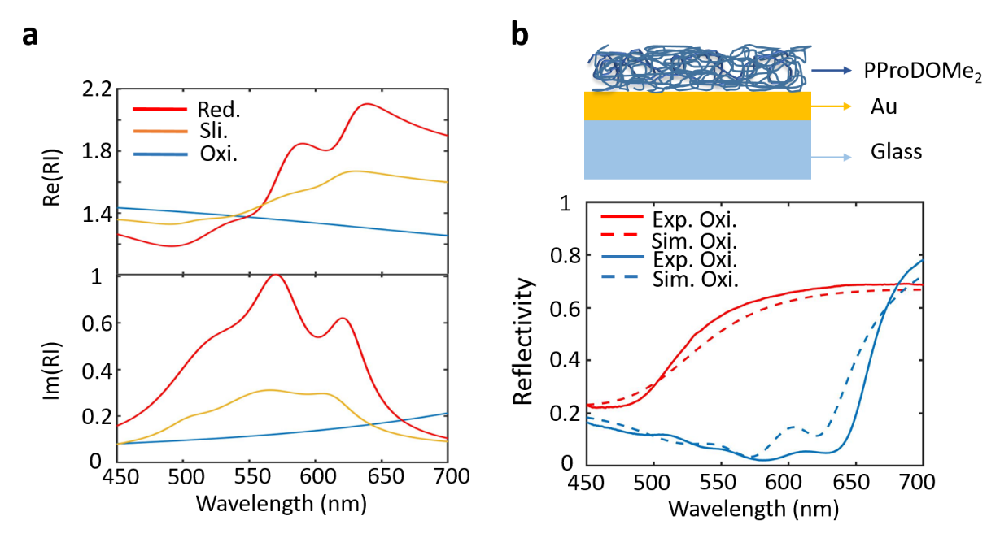 a
2.2
1.8
1.4
Re(RI)
Red.
Sli.
Oxi.
1
0.6
0.4
0.2
0
Im(RI)
450 500 550 600 650 700
Wavelength (nm)
b
PProDOMe2
Au
Glass
1
0.8
0.6
0.4
0.2
0
Reflectivity
Exp. Oxi.
Sim. Oxi.
Exp. Oxi.
Sim. Oxi.
450 500 550 600 650 700
Wavelength (nm)